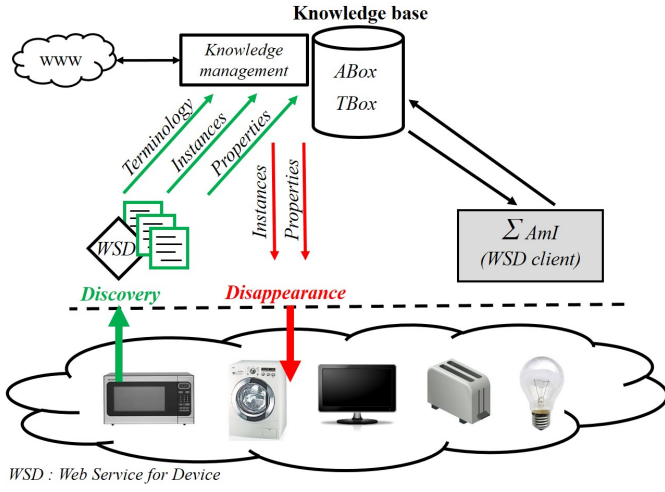 Knowledge base
WWW
Knowledge
management
ABox
TBox
Terminology
Instances
Properties
Instances
Properties
WSD
Σ AmI
(WSD client)
Discovery
Disappearance
WSD : Web Service for Device